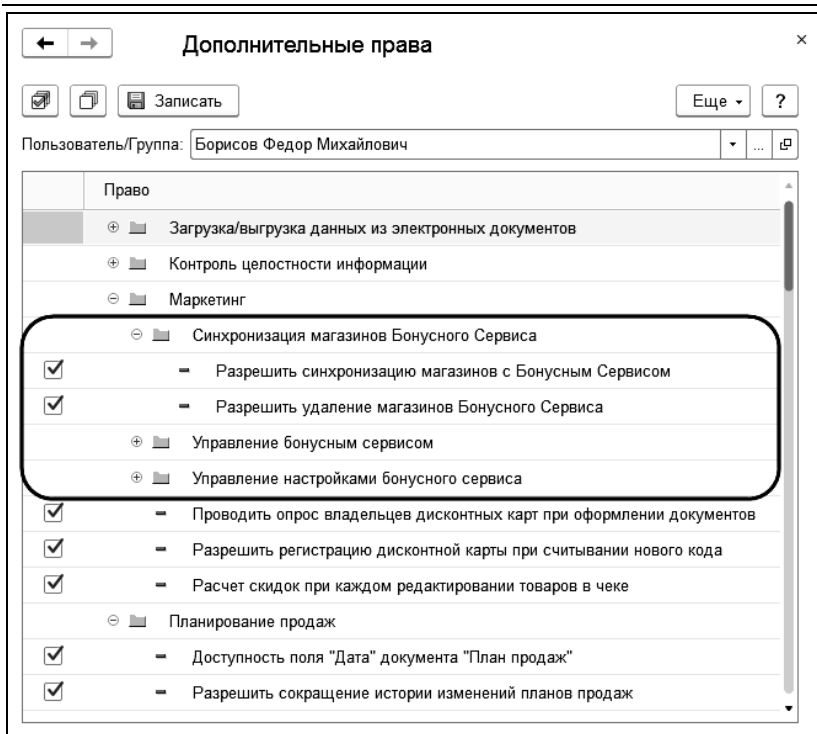 Дополнительные права
Записать
Еще
?
Пользователь/Группа: Борисов Федор Михайлович
...
Право
Загрузка/выгрузка данных из электронных документов
Контроль целостности информации
Маркетинг
Синхронизация магазинов Бонусного Сервиса
Разрешить синхронизацию магазинов с Бонусным Сервисом
Разрешить удаление магазинов Бонусного Сервиса
Управление бонусным сервисом
Управление настройками бонусного сервиса
Проводить опрос владельцев дисконтных карт при оформлении документов
Разрешить регистрацию дисконтной карты при считывании нового кода
Расчет скидок при каждом редактировании товаров в чеке
Планирование продаж
Доступность поля "Дата" документа "План продаж"
Разрешить сокращение истории изменений планов продаж